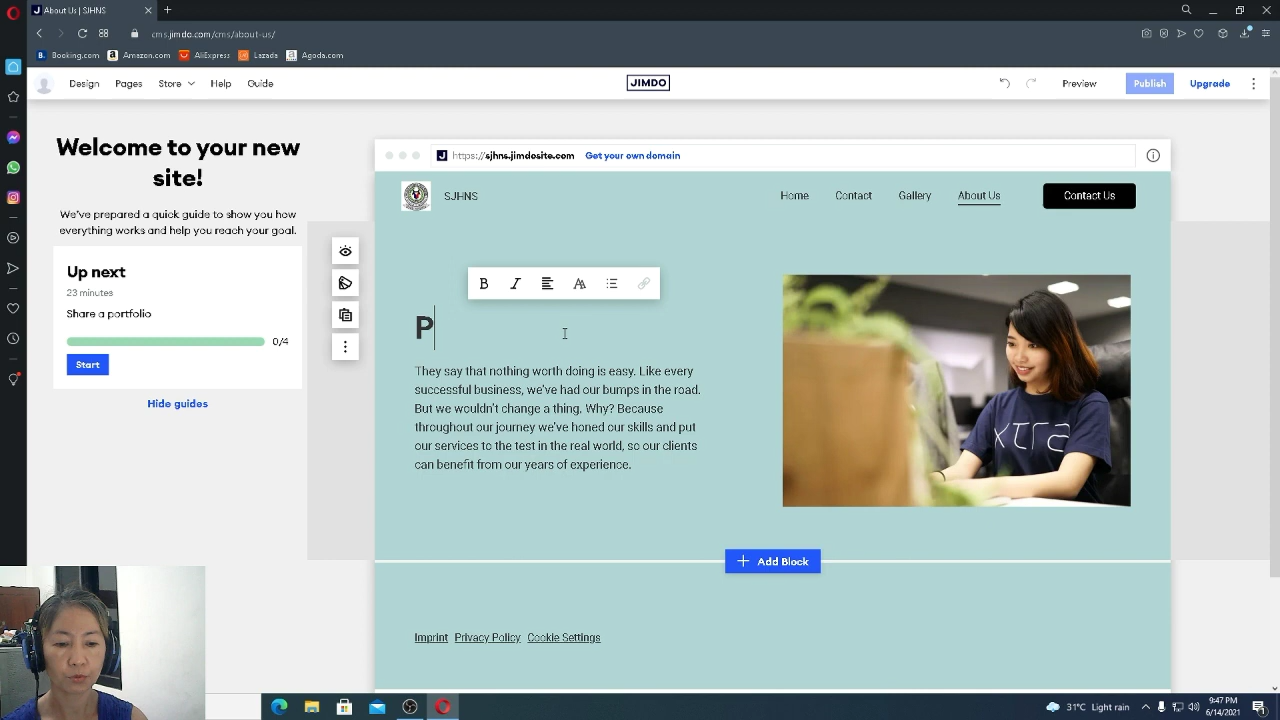 About Us | SJHNS
cms.jimdo.com/cms/about-us/
Booking.com Amazon.com AliExpress Lazada Agoda.com
Design Pages Store Help Guide JIMDO Preview Publish Upgrade
Welcome to your new
site!
We've prepared a quick guide to show you how
everything works and help you reach your goal.
Up next
23 minutes
Share a portfolio
0/4
Start
Hide guides
https://sjhns.jimdosite.com Get your own domain
SJHNS Home Contact Gallery About Us Contact Us
P
They say that nothing worth doing is easy. Like every
successful business, we've had our bumps in the road.
But we wouldn't change a thing. Why? Because
throughout our journey we've honed our skills and put
our services to the test in the real world, so our clients
can benefit from our years of experience.
xtra
Add Block
Imprint Privacy Policy Cookie Settings
31°C Light rain
9:47 PM
6/14/2021